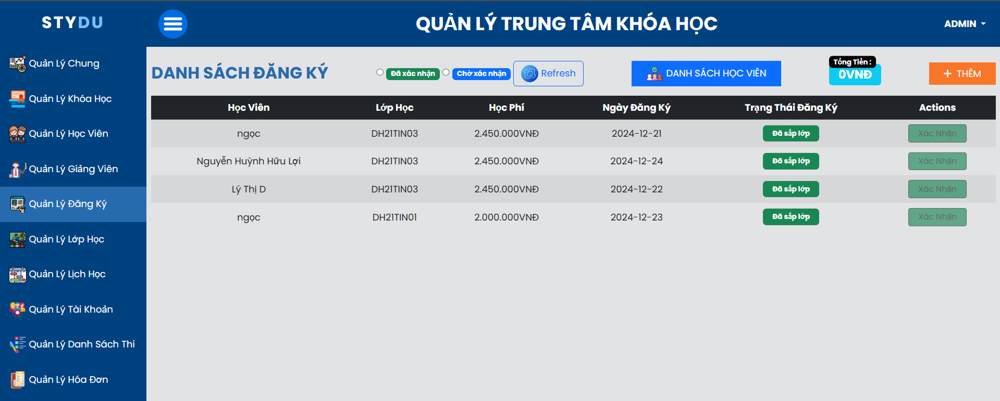 STYDU
QUẢN LÝ TRUNG TÂM KHÓA HỌC
ADMIN
Quản Lý Chung
Quản Lý Khóa Học
Quản Lý Học Viên
Quản Lý Giảng Viên
Quản Lý Đăng Ký
Quản Lý Lớp Học
Quản Lý Lịch Học
Quản Lý Tài Khoản
Quản Lý Danh Sách Thi
Quản Lý Hóa Đơn
DANH SÁCH ĐĂNG KÝ
Đã xác nhận
Chờ xác nhận
Refresh
DANH SÁCH HỌC VIÊN
Tổng Tiền :
0VNĐ
+ THÊM
Học Viên Lớp Học Học Phí Ngày Đăng Ký Trạng Thái Đăng Ký Actions
ngọc DH21TIN03 2.450.000VNĐ 2024-12-21 Đã sắp lớp Xác Nhận
Nguyễn Huỳnh Hữu Lợi DH21TIN03 2.450.000VNĐ 2024-12-24 Đã sắp lớp Xác Nhận
Lý Thị D DH21TIN03 2.450.000VNĐ 2024-12-22 Đã sắp lớp Xác Nhận
ngọc DH21TIN01 2.000.000VNĐ 2024-12-23 Đã sắp lớp Xác Nhận